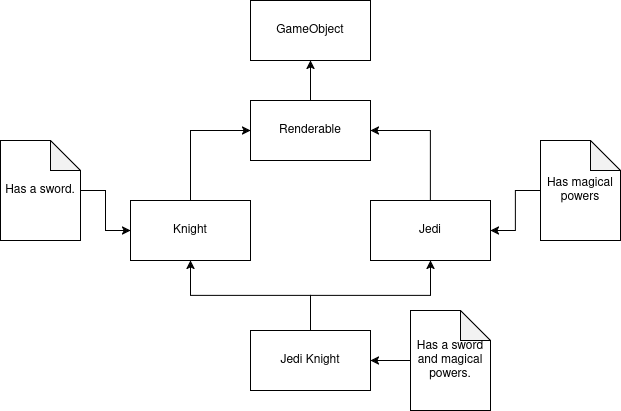 GameObject
Renderable
Has a sword.
Has magical
powers
Knight
Jedi
Jedi Knight
Has a sword
and magical
powers.